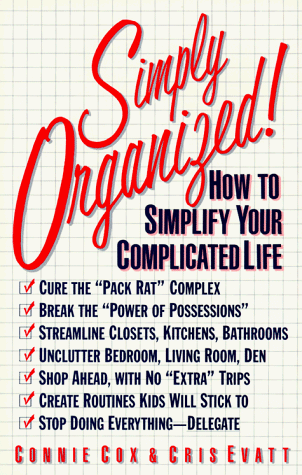 Simply
Organized!
HOW TO
SIMPLIFY YOUR
COMPLICATED LIFE
CURE THE "PACK RAT" COMPLEX
BREAK THE "POWER OF POSSESSIONS"
STREAMLINE CLOSETS, KITCHENS, BATHROOMS
UNCLUTTER BEDROOM, LIVING ROOM, DEN
SHOP AHEAD, WITH NO "EXTRA" TRIPS
CREATE ROUTINES KIDS WILL STICK TO
STOP DOING EVERYTHING—DELEGATE
CONNIE COX & CRIS EVATT